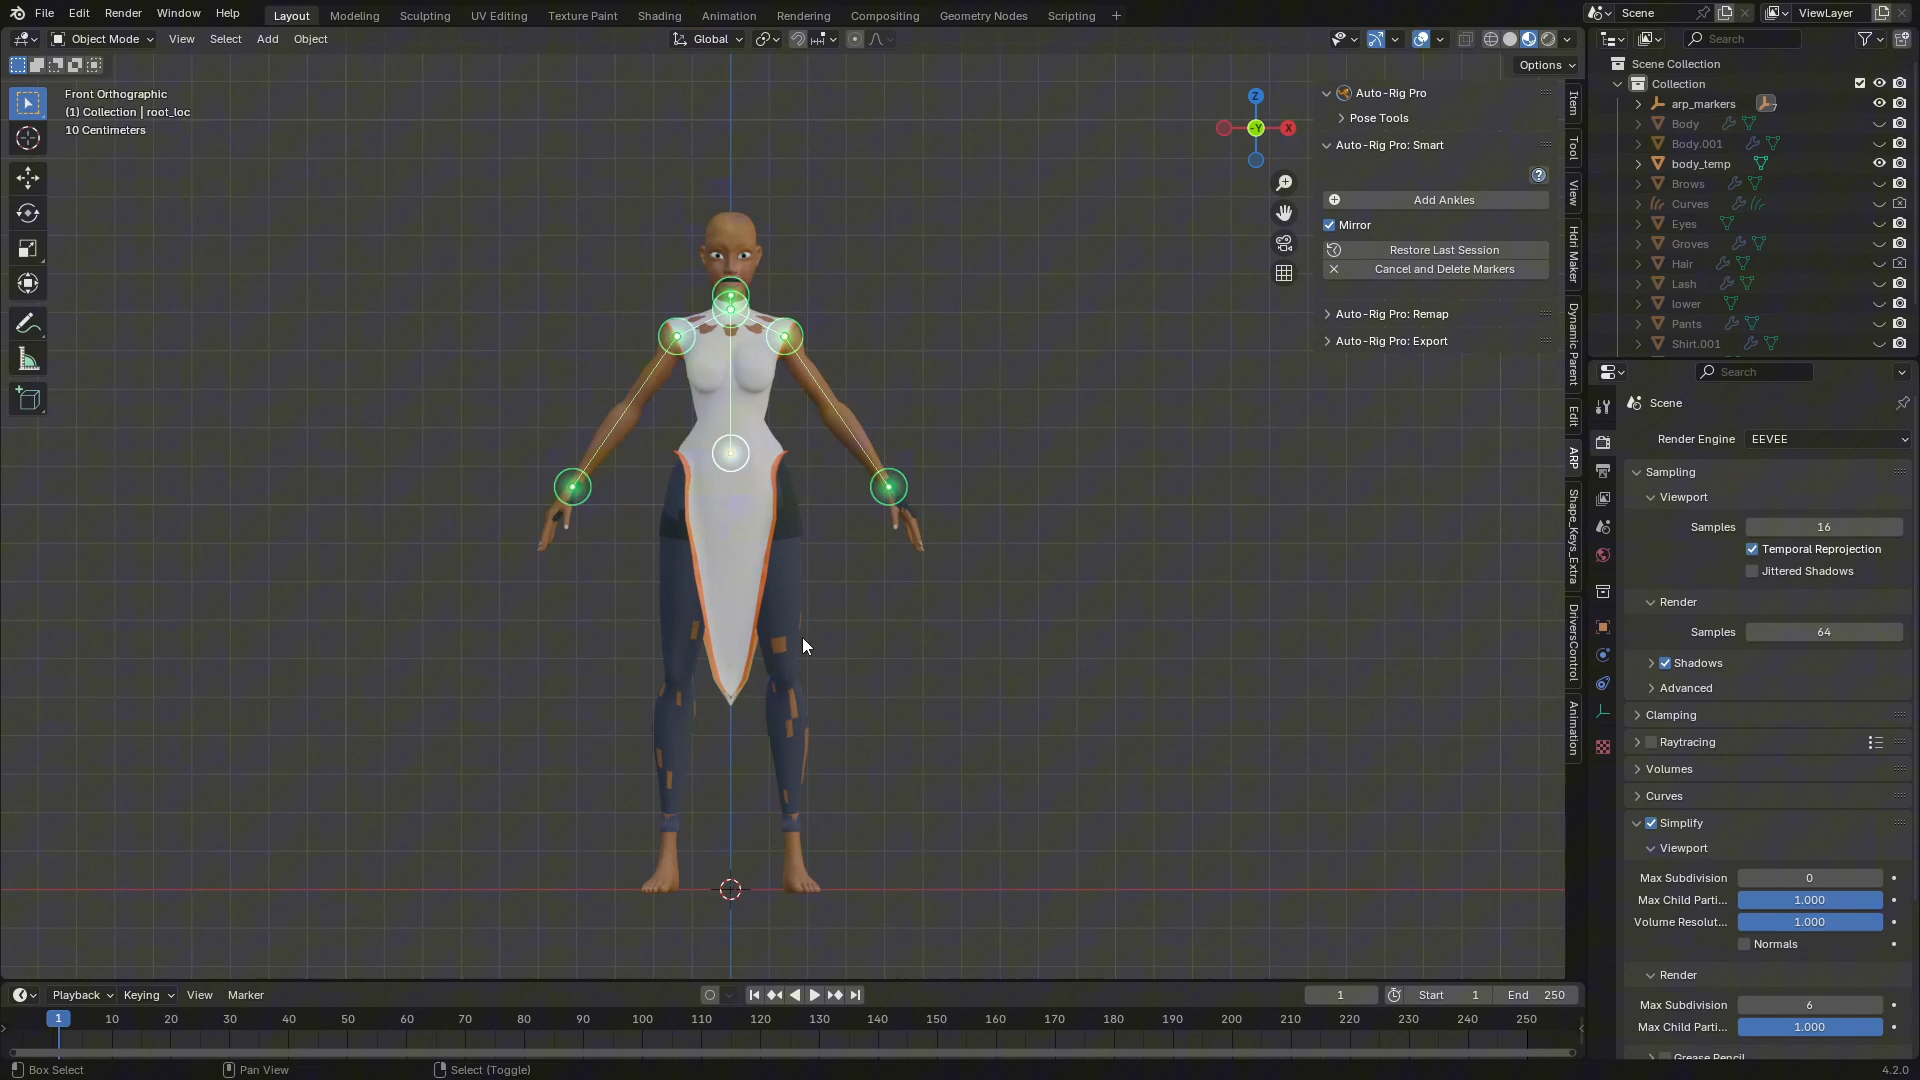 File Edit Render Window Help Layout Modeling Sculpting UV Editing Texture Paint Shading Animation Rendering Compositing Geometry Nodes Scripting +
Scene ViewLayer
Object Mode View Select Add Object Global
Search
Options
Front Orthographic
(1) Collection | root_loc
10 Centimeters
Z
-Y
X
Auto-Rig Pro
Pose Tools
Auto-Rig Pro: Smart
?
Add Ankles
Mirror
Restore Last Session
Cancel and Delete Markers
Auto-Rig Pro: Remap
Auto-Rig Pro: Export
Item
Tool
View
Hdri Maker
Dynamic Parent
Edit
ARP
Shape_Keys_Extra
DriversControl
Animation
Scene Collection
Collection
arp_markers 7
Body
Body.001
body_temp
Brows
Curves
Eyes
Groves
Hair
Lash
lower
Pants
Shirt.001
Search
Scene
Render Engine EEVEE
Sampling
Viewport
Samples 16
Temporal Reprojection
Jittered Shadows
Render
Samples 64
Shadows
Advanced
Clamping
Raytracing
Volumes
Curves
Simplify
Viewport
Max Subdivision 0
Max Child Parti... 1.000
Volume Resolut... 1.000
Normals
Render
Max Subdivision 6
Max Child Parti... 1.000
Grease Pencil
Playback Keying View Marker 1 Start 1 End 250
1 10 20 30 40 50 60 70 80 90 100 110 120 130 140 150 160 170 180 190 200 210 220 230 240 250
Box Select Pan View Select (Toggle) 4.2.0